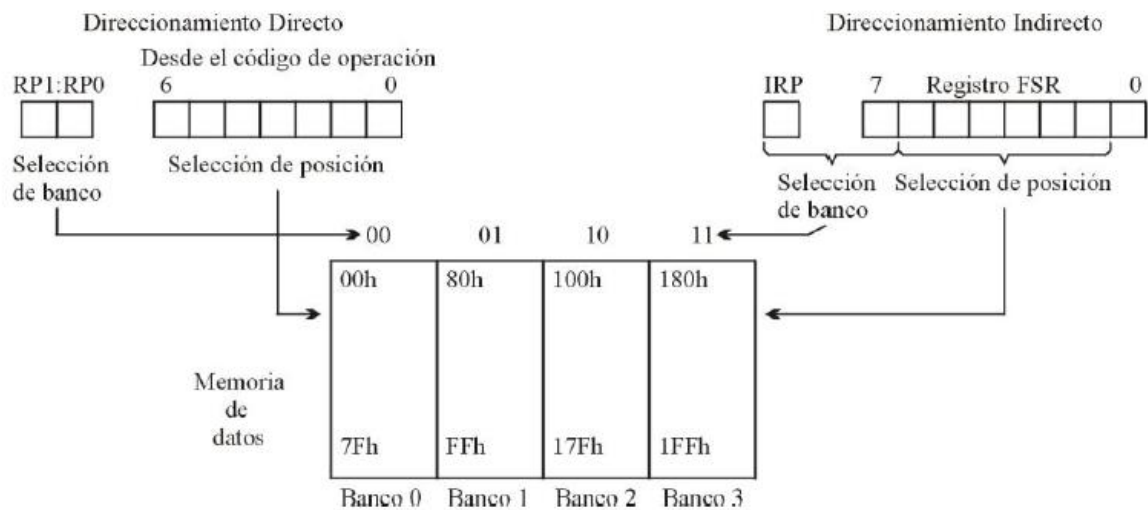 Direccionamiento Directo
Direccionamiento Indirecto
Desde el código de operación
RP1:RP0
6
0
IRP
7
Registro FSR
0
Selección
de banco
Selección de posición
Selección
de banco
Selección de posición
00
01
10
11
00h
80h
100h
180h
Memoria
de
datos
7Fh
FFh
17Fh
1FFh
Banco 0
Banco 1
Banco 2
Banco 3